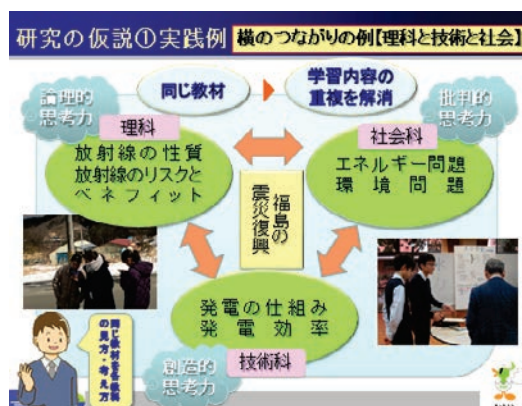 研究の仮説①実践例 横のつながりの例【理科と技術と社会】
同じ教材
学習内容の
重複を解消
論理的
思考力
批判的
思考力
理科
放射線の性質
放射線のリスクと
ベネフィット
社会科
エネルギー問題
環境問題
福島の
震災復興
発電の仕組み
発電効率
技術科
創造的
思考力
同じ教材を各教科
の見方・考え方